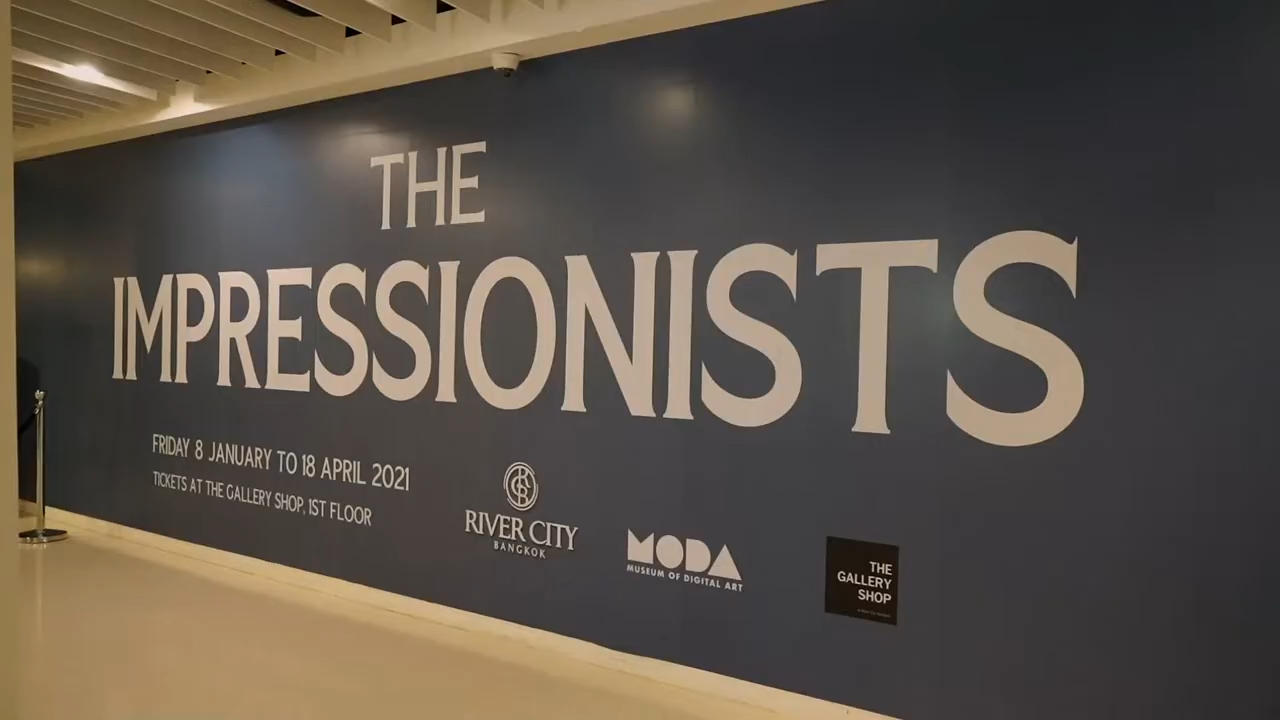 THE
IMPRESSIONISTS
FRIDAY 8 JANUARY TO 18 APRIL 2021
TICKETS AT THE GALLERY SHOP, 1ST FLOOR
RIVER CITY
BANGKOK
MODA
MUSEUM OF DIGITAL ART
THE
GALLERY
SHOP